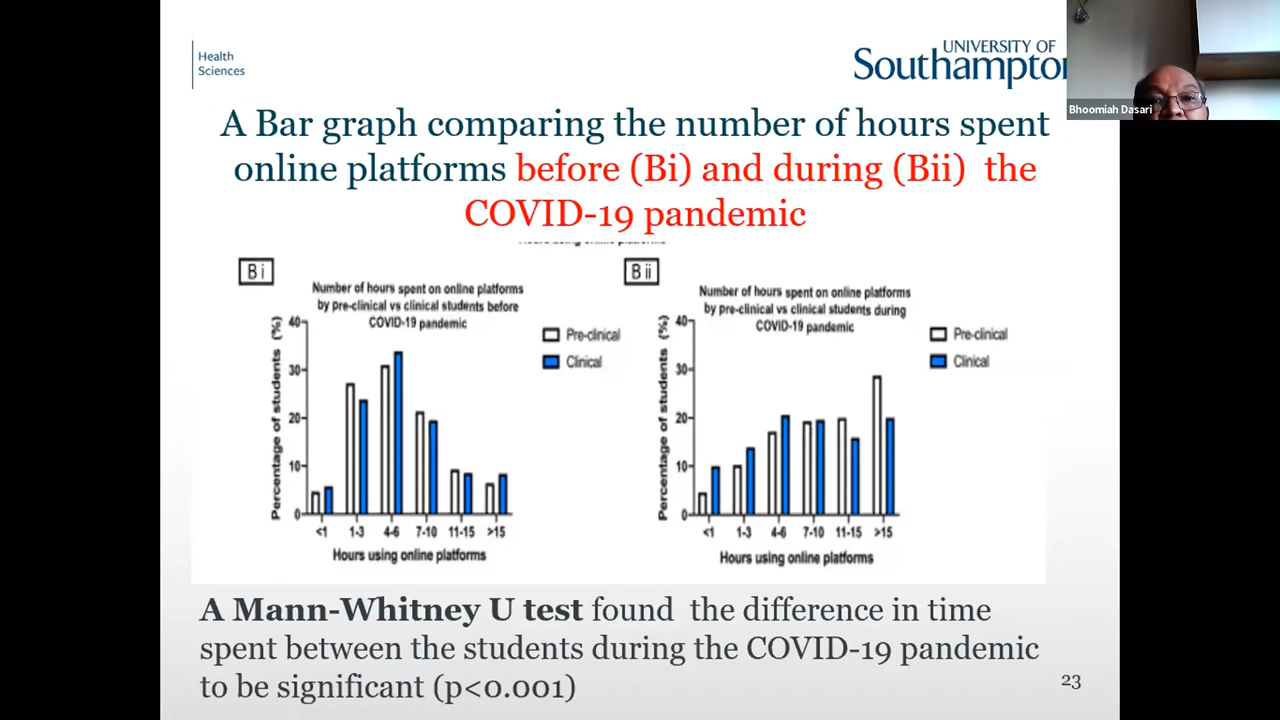 Health
Sciences
UNIVERSITY OF
Southampton
Bhoomiah Dasari
A Bar graph comparing the number of hours spent
online platforms before (Bi) and during (Bii) the
COVID-19 pandemic
Hours using online platforms
B i
Number of hours spent on online platforms
by pre-clinical vs clinical students before
COVID-19 pandemic
Percentage of students (%)
40
30
20
10
0
Pre-clinical
Clinical
<1 1-3 4-6 7-10 11-15 >15
Hours using online platforms
B ii
Number of hours spent on online platforms
by pre-clinical vs clinical students during
COVID-19 pandemic
Percentage of students (%)
40
30
20
10
0
Pre-clinical
Clinical
<1 1-3 4-6 7-10 11-15 >15
Hours using online platforms
A Mann-Whitney U test found the difference in time
spent between the students during the COVID-19 pandemic
to be significant (p<0.001)
23